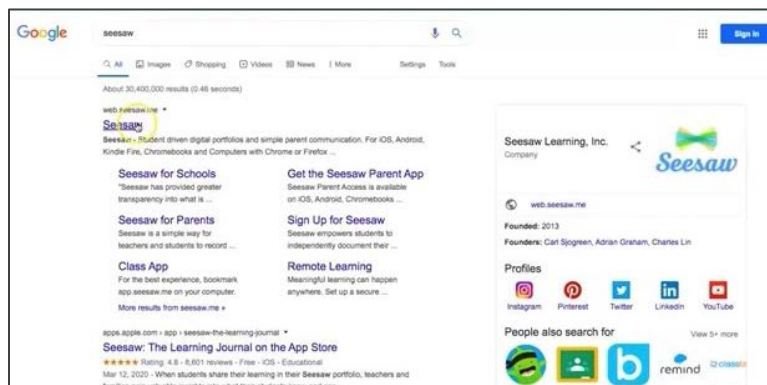 Google
seesaw
Sign in
All Images Shopping Videos News More Settings Tools
About 30,400,000 results (0.46 seconds)
web.seesaw.me
Seesaw
Seesaw - Student driven digital portfolios and simple parent communication. For iOS, Android,
Kindle Fire, Chromebooks and Computers with Chrome or Firefox ...
Seesaw for Schools
"Seesaw has provided greater
transparency into what is ...
Get the Seesaw Parent App
Seesaw Parent Access is available
on iOS, Android, Chromebooks ...
Seesaw for Parents
Seesaw is a simple way for
teachers and students to record ...
Sign Up for Seesaw
Seesaw empowers students to
independently document their ...
Class App
For the best experience, bookmark
app.seesaw.me on your computer.
Remote Learning
Meaningful learning can happen
anywhere. Set up a secure ...
More results from seesaw.me »
apps.apple.com › app › seesaw-the-learning-journal
Seesaw: The Learning Journal on the App Store
Rating: 4.8 - 8,601 reviews - Free - iOS - Educational
Mar 12, 2020 - When students share their learning in their Seesaw portfolio, teachers and
Seesaw Learning, Inc.
Company
Seesaw
web.seesaw.me
Founded: 2013
Founders: Carl Sjogreen, Adrian Graham, Charles Lin
Profiles
Instagram Pinterest Twitter LinkedIn YouTube
People also search for
View 5+ more
remind